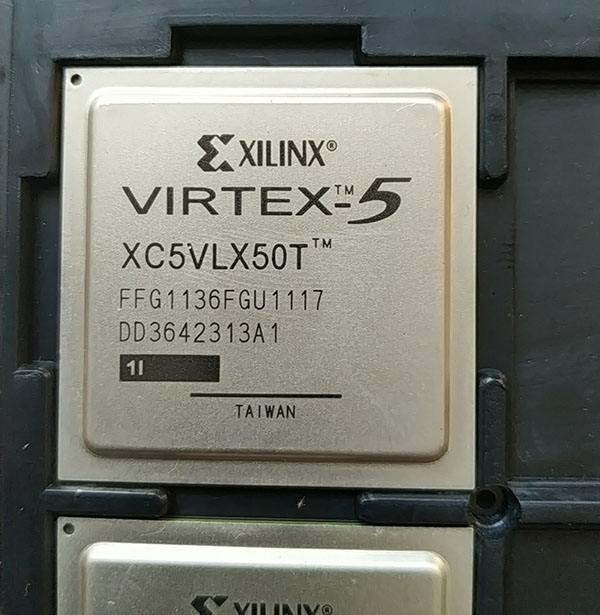 XILINX®
VIRTEX™-5
XC5VLX50T™
FFG1136FGU1117
DD3642313A1
1I
TAIWAN
XILINX®